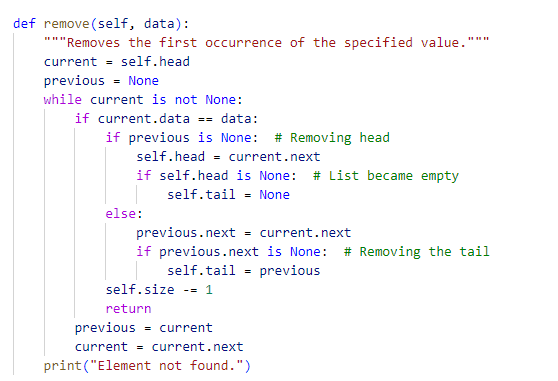 def remove(self, data):
    """Removes the first occurrence of the specified value."""
    current = self.head
    previous = None
    while current is not None:
        if current.data == data:
            if previous is None:  # Removing head
                self.head = current.next
                if self.head is None:  # List became empty
                    self.tail = None
            else:
                previous.next = current.next
                if previous.next is None:  # Removing the tail
                    self.tail = previous
            self.size -= 1
            return
        previous = current
        current = current.next
    print("Element not found.")